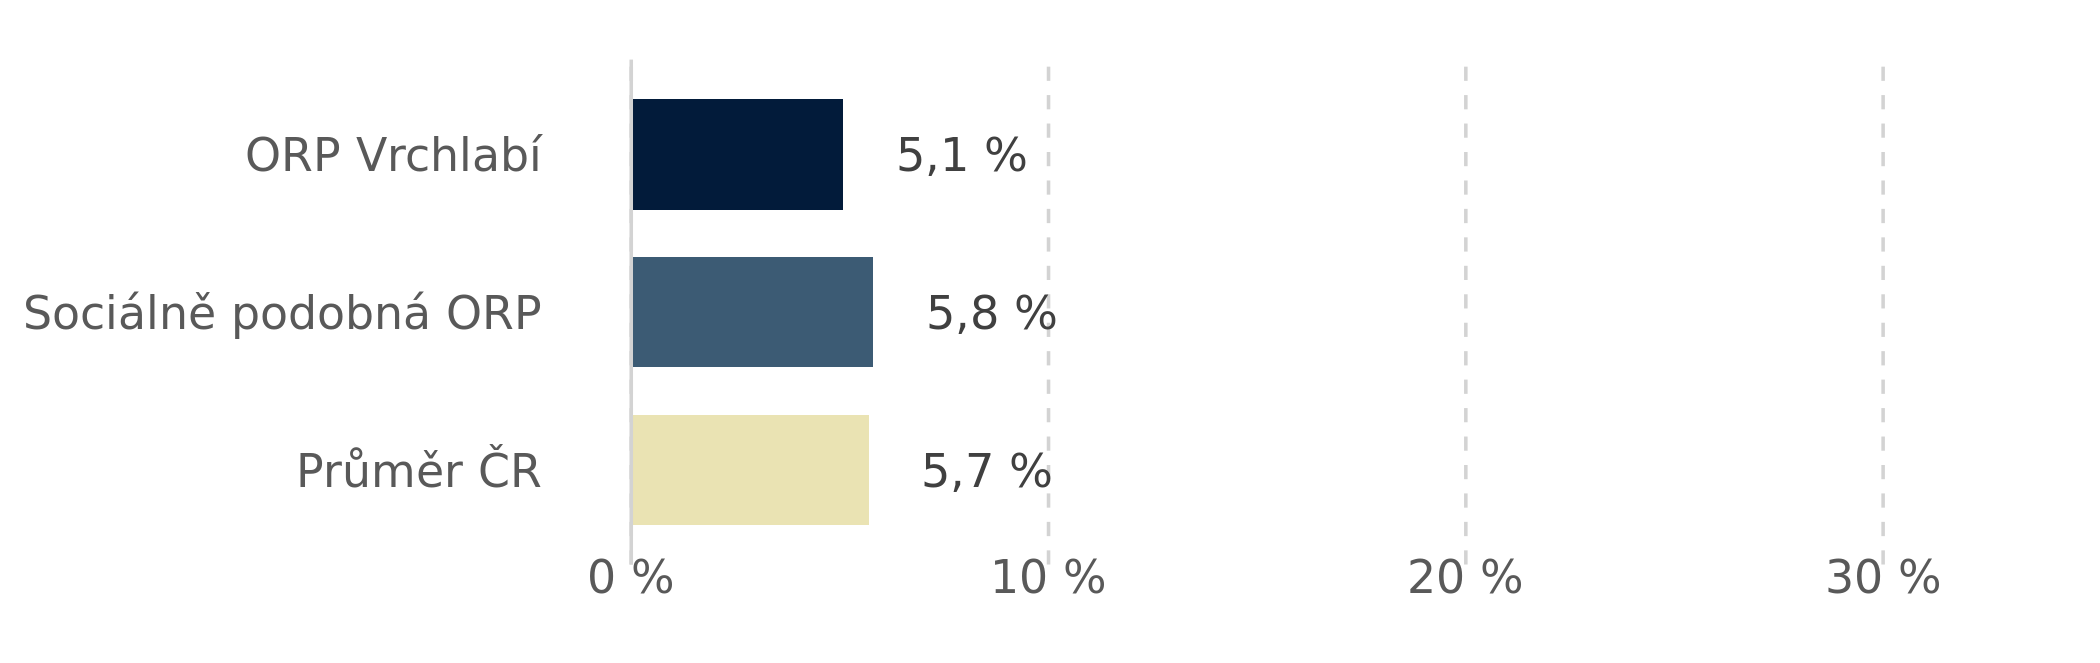 ORP Vrchlabí 5,1 %
Sociálně podobná ORP 5,8 %
Průměr ČR 5,7 %
0 % 10 % 20 % 30 %